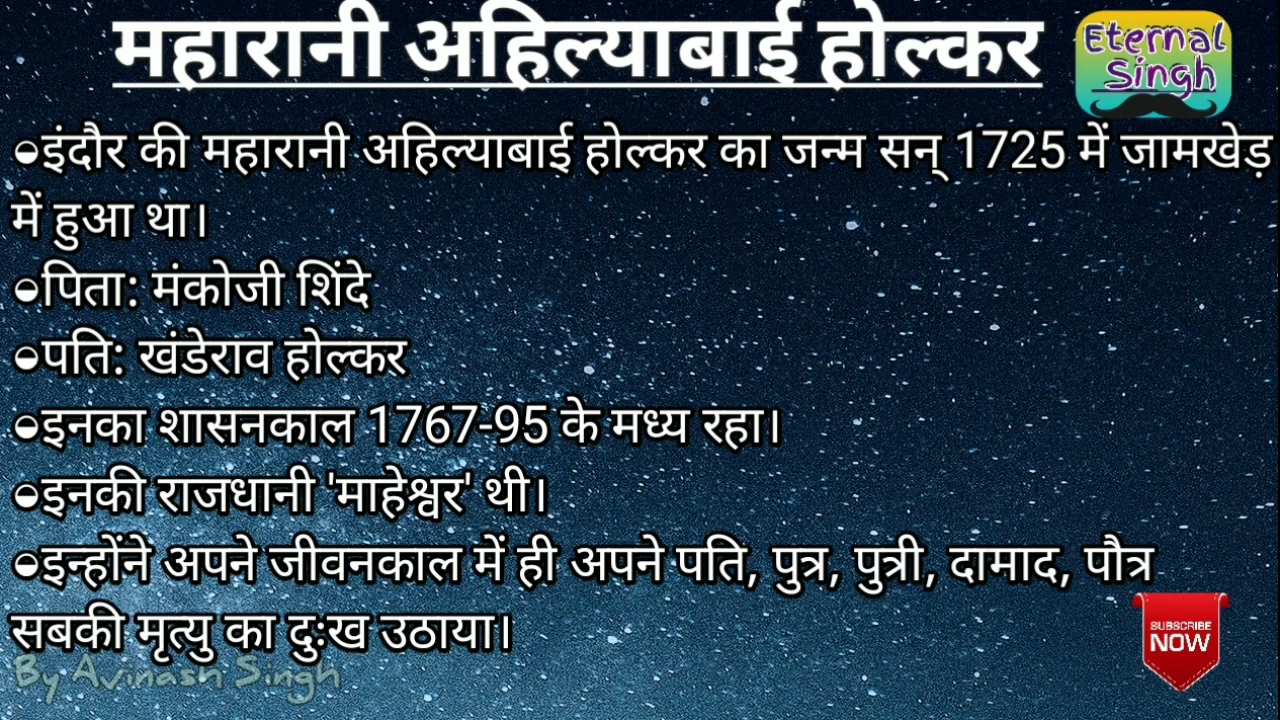 महारानी अहिल्याबाई होल्कर
Eternal
Singh
◒इंदौर की महारानी अहिल्याबाई होल्कर का जन्म सन् 1725 में जामखेड़
में हुआ था।
◒पिता: मंकोजी शिंदे
◒पति: खंडेराव होल्कर
◒इनका शासनकाल 1767-95 के मध्य रहा।
◒इनकी राजधानी 'माहेश्वर' थी।
◒इन्होंने अपने जीवनकाल में ही अपने पति, पुत्र, पुत्री, दामाद, पौत्र
सबकी मृत्यु का दुःख उठाया।
SUBSCRIBE
NOW
By Avinash Singh